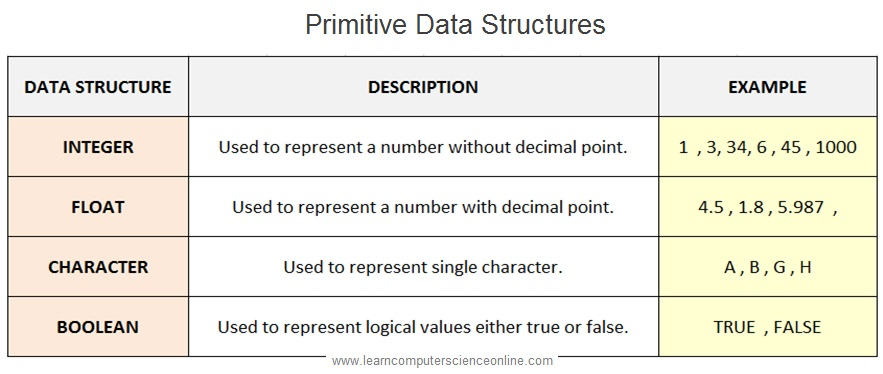 Primitive Data Structures
DATA STRUCTURE DESCRIPTION EXAMPLE
INTEGER Used to represent a number without decimal point. 1 , 3, 34, 6 , 45 , 1000
FLOAT Used to represent a number with decimal point. 4.5 , 1.8 , 5.987 ,
CHARACTER Used to represent single character. A , B , G , H
BOOLEAN Used to represent logical values either true or false. TRUE , FALSE
www.learncomputerscienceonline.com